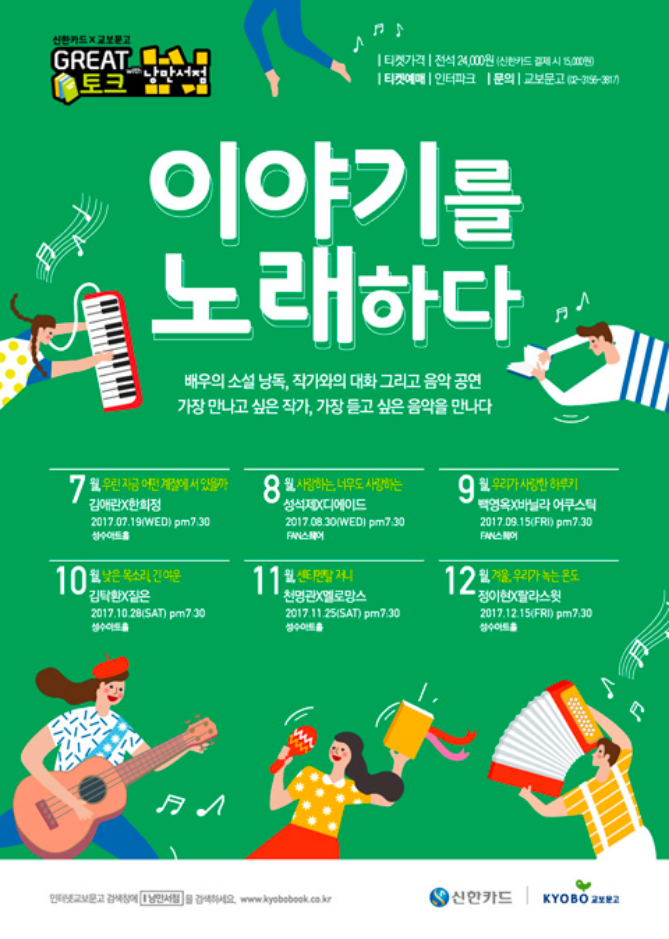 신한카드 X 교보문고
GREAT
토크
with 낭만서점
| 티켓가격 | 전석 24,000원 (신한카드 결제 시 15,000원)
| 티켓예매 | 인터파크 | 문의 | 교보문고 (02-3156-3817)
이야기를
노래하다
배우의 소설 낭독, 작가와의 대화 그리고 음악 공연
가장 만나고 싶은 작가, 가장 듣고 싶은 음악을 만나다
7월, 우린 지금 어떤 계절에 서 있을까
김애란X한희정
2017.07.19(WED) pm7:30
성수아트홀
8월, 사랑하는, 너무도 사랑하는
성석제X디에이드
2017.08.30(WED) pm7:30
FAN스퀘어
9월, 우리가 사랑한 하루키
백영옥X바닐라 어쿠스틱
2017.09.15(FRI) pm7:30
FAN스퀘어
10월, 낮은 목소리, 긴 여운
김탁환X짙은
2017.10.28(SAT) pm7:30
성수아트홀
11월, 센티멘탈 저니
천명관X멜로망스
2017.11.25(SAT) pm7:30
성수아트홀
12월, 겨울, 우리가 녹는 온도
정이현X랄라스윗
2017.12.15(FRI) pm7:30
성수아트홀
인터넷교보문고 검색창에 낭만서점 을 검색하세요. www.kyobobook.co.kr
신한카드
KYOBO 교보문고